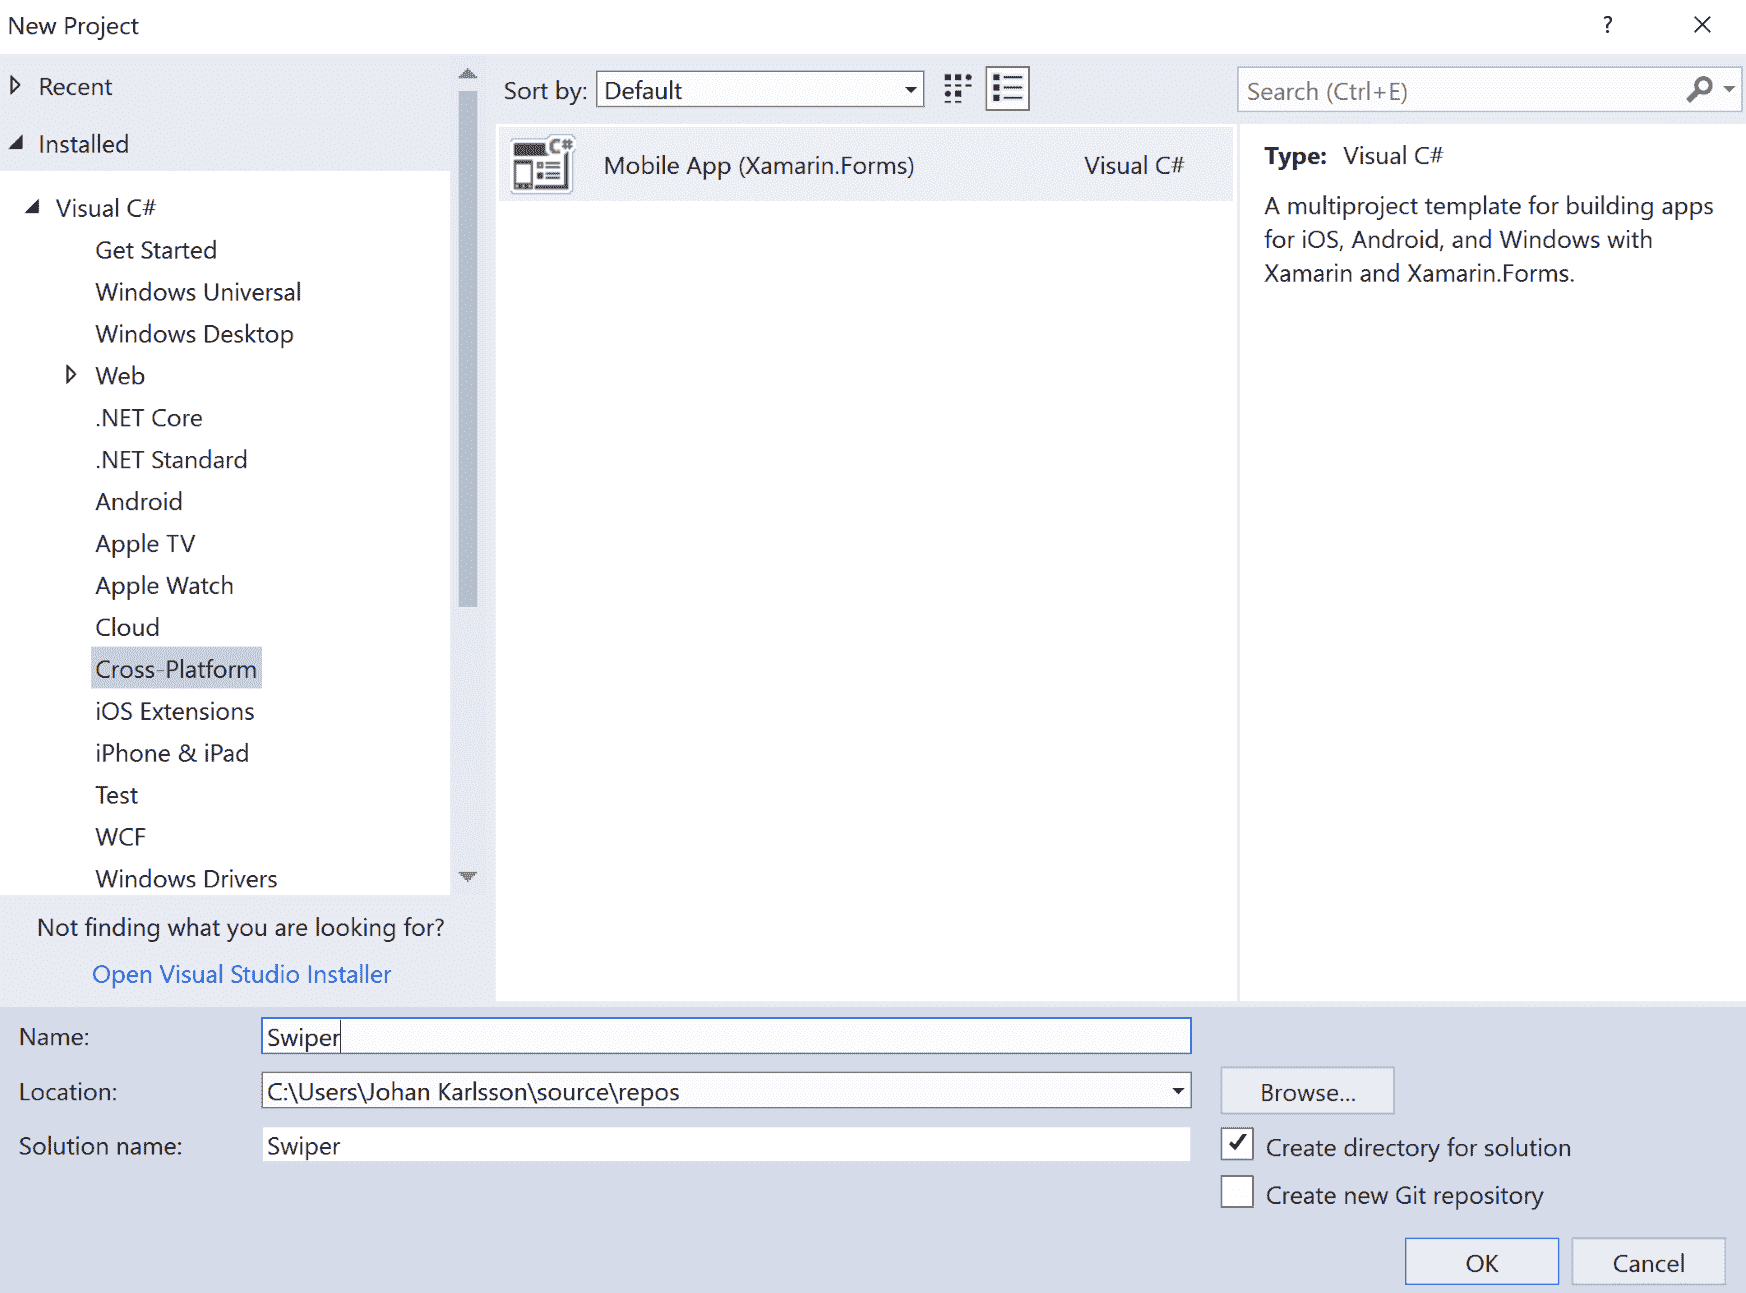 New Project
?
Recent
Installed
Visual C#
Get Started
Windows Universal
Windows Desktop
Web
.NET Core
.NET Standard
Android
Apple TV
Apple Watch
Cloud
Cross-Platform
iOS Extensions
iPhone & iPad
Test
WCF
Windows Drivers
Not finding what you are looking for?
Open Visual Studio Installer
Sort by: Default
C#
Mobile App (Xamarin.Forms) Visual C#
Search (Ctrl+E)
Type: Visual C#
A multiproject template for building apps
for iOS, Android, and Windows with
Xamarin and Xamarin.Forms.
Name: Swiper
Location: C:\Users\Johan Karlsson\source\repos
Browse...
Solution name: Swiper
Create directory for solution
Create new Git repository
OK
Cancel